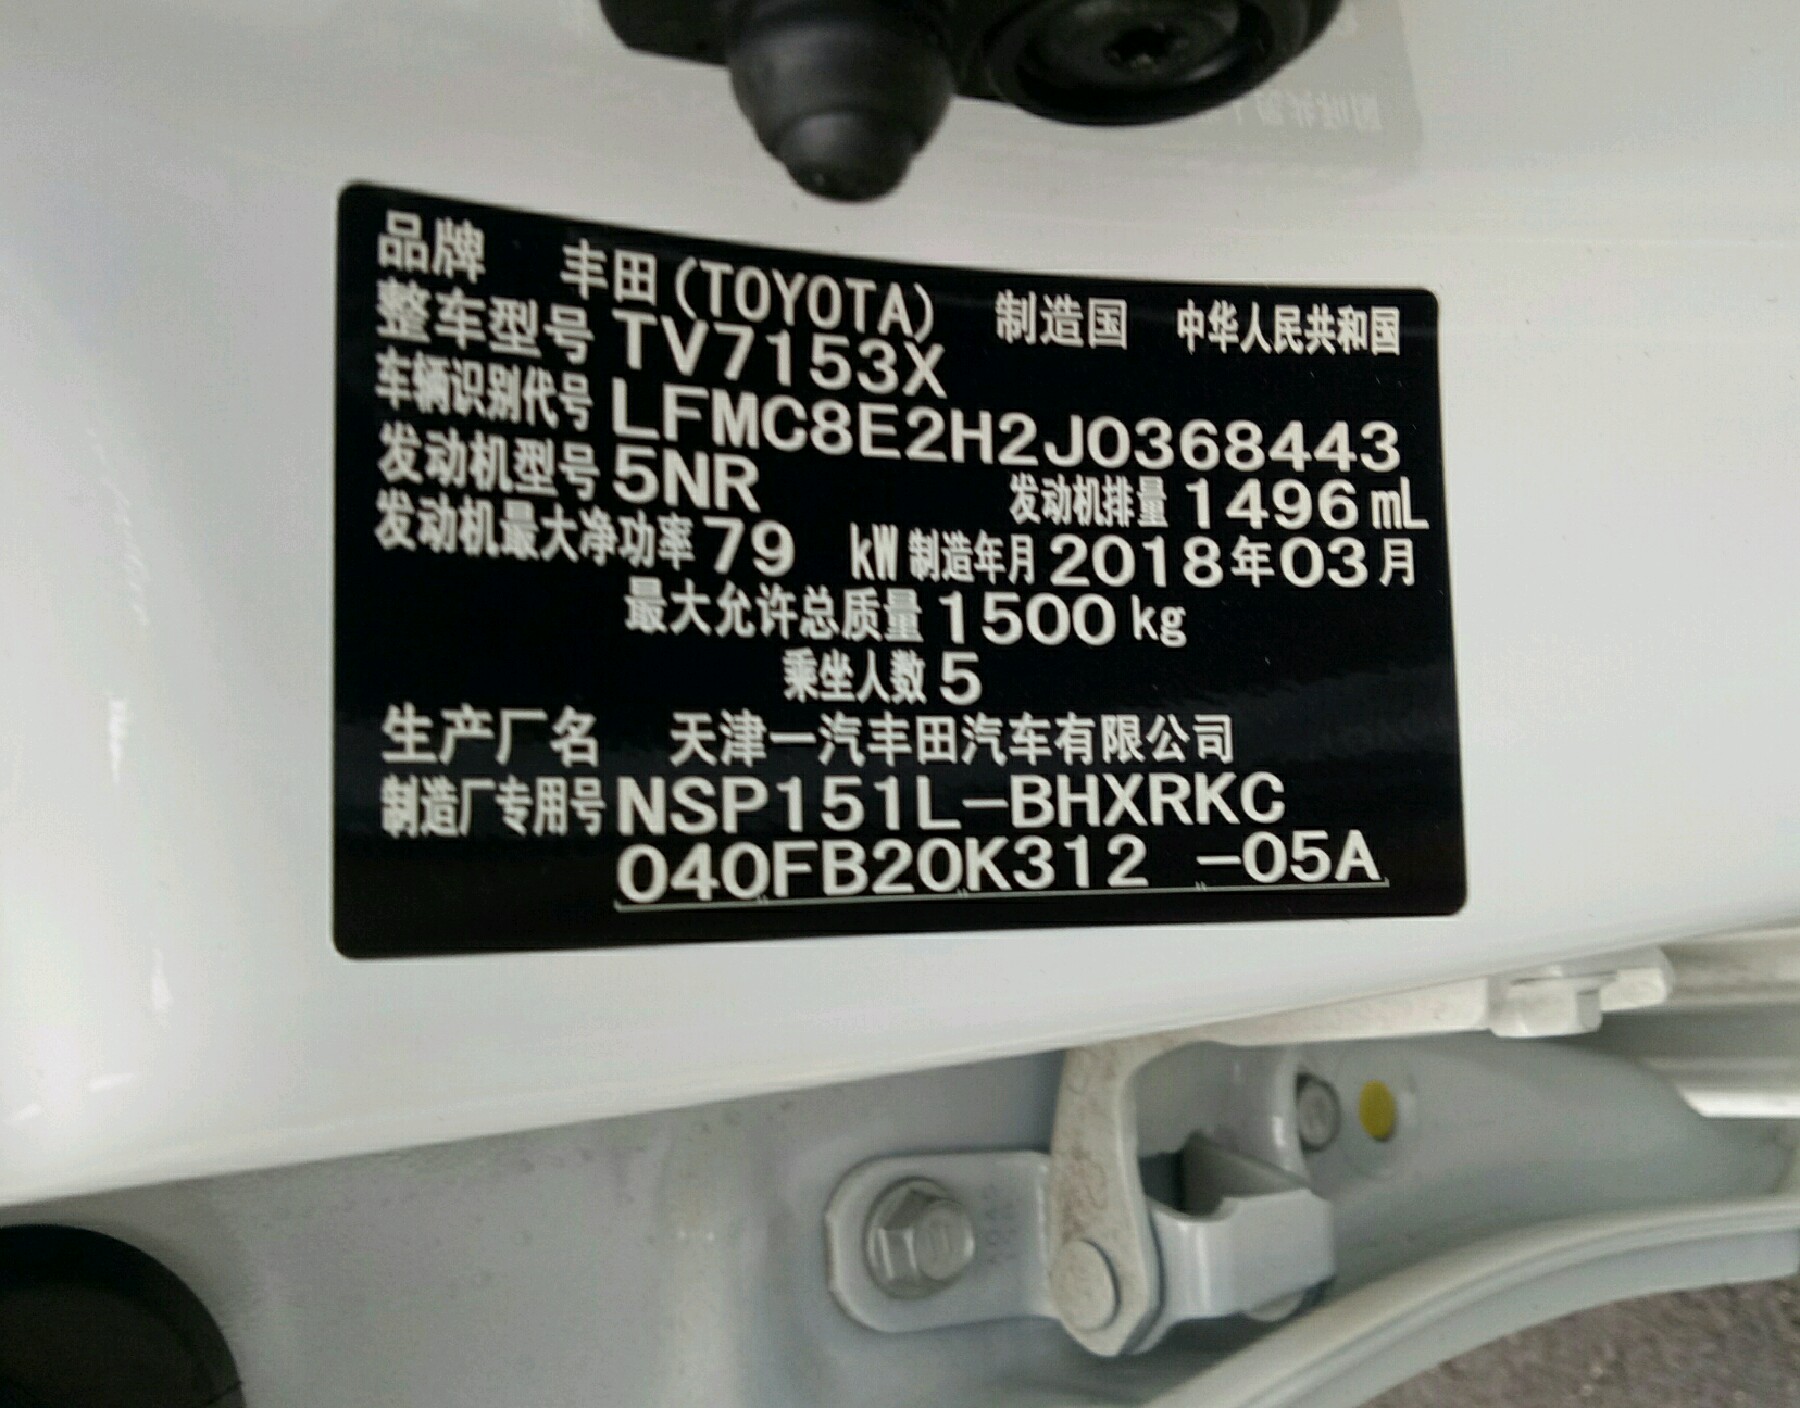 品牌 丰田(TOYOTA) 制造国 中华人民共和国
整车型号 TV7153X
车辆识别代号 LFMC8E2H2J0368443
发动机型号 5NR 发动机排量 1496 mL
发动机最大净功率 79 kW 制造年月 2018年03月
最大允许总质量 1500 kg
乘坐人数 5
生产厂名 天津一汽丰田汽车有限公司
制造厂专用号 NSP151L-BHXRKC
040FB20K312 -05A